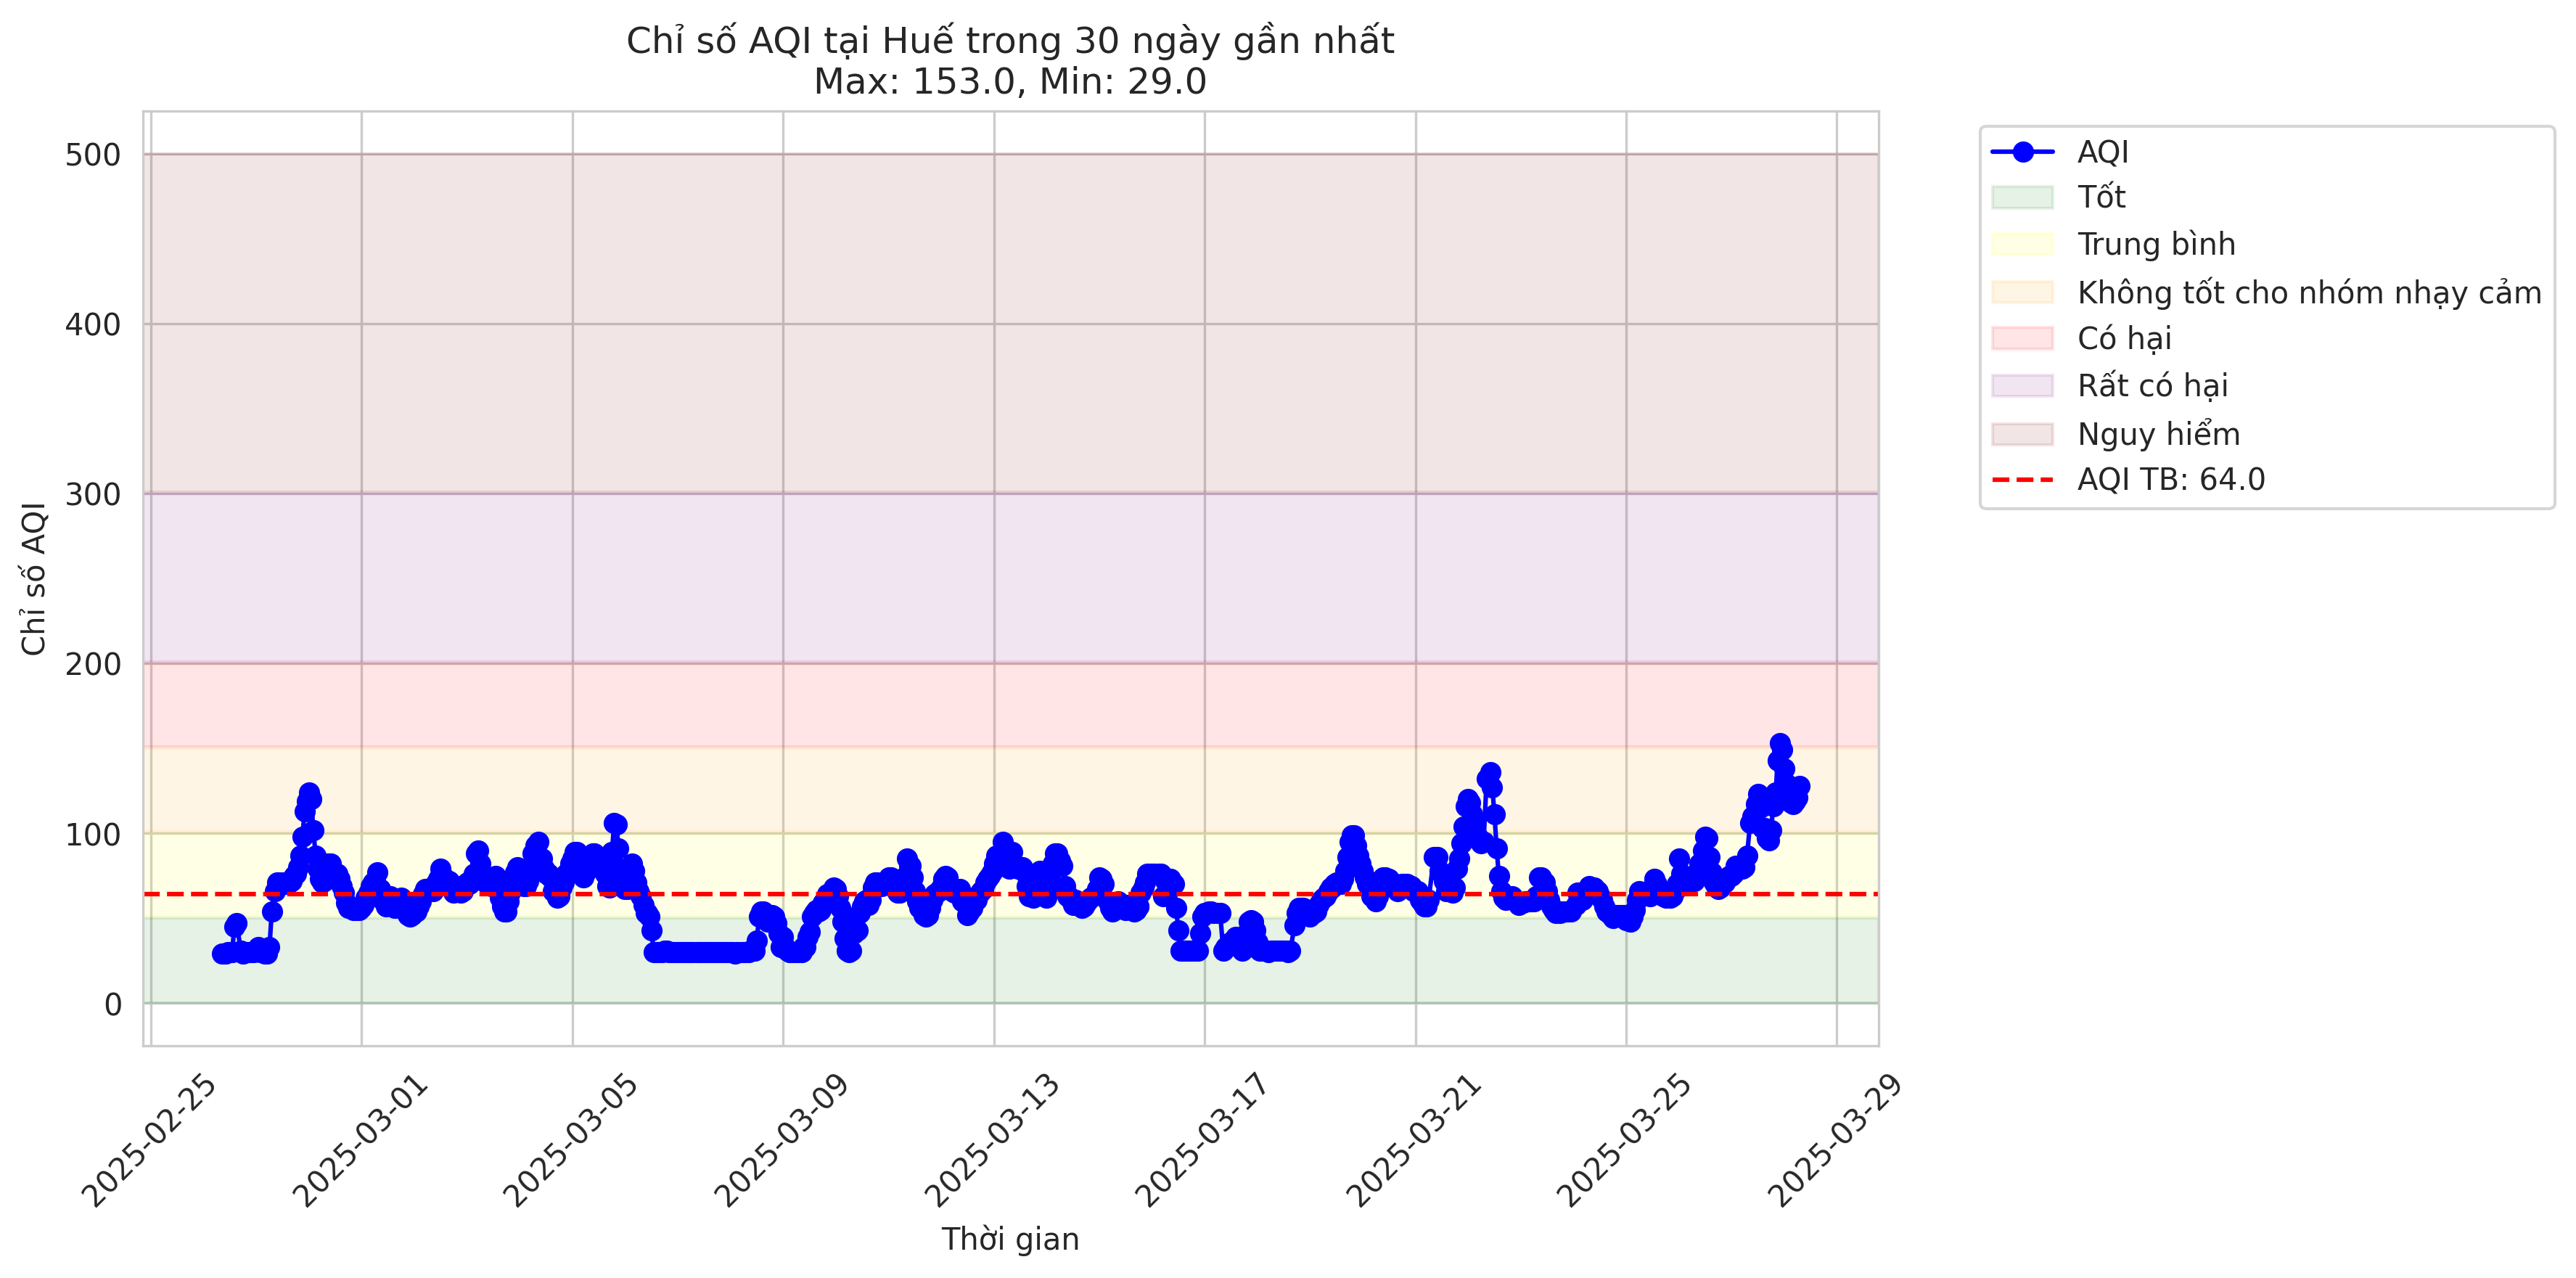 Chỉ số AQI tại Huế trong 30 ngày gần nhất
Max: 153.0, Min: 29.0
Chỉ số AQI
500
400
300
200
100
0
2025-02-25
2025-03-01
2025-03-05
2025-03-09
2025-03-13
2025-03-17
2025-03-21
2025-03-25
2025-03-29
Thời gian
AQI
Tốt
Trung bình
Không tốt cho nhóm nhạy cảm
Có hại
Rất có hại
Nguy hiểm
AQI TB: 64.0